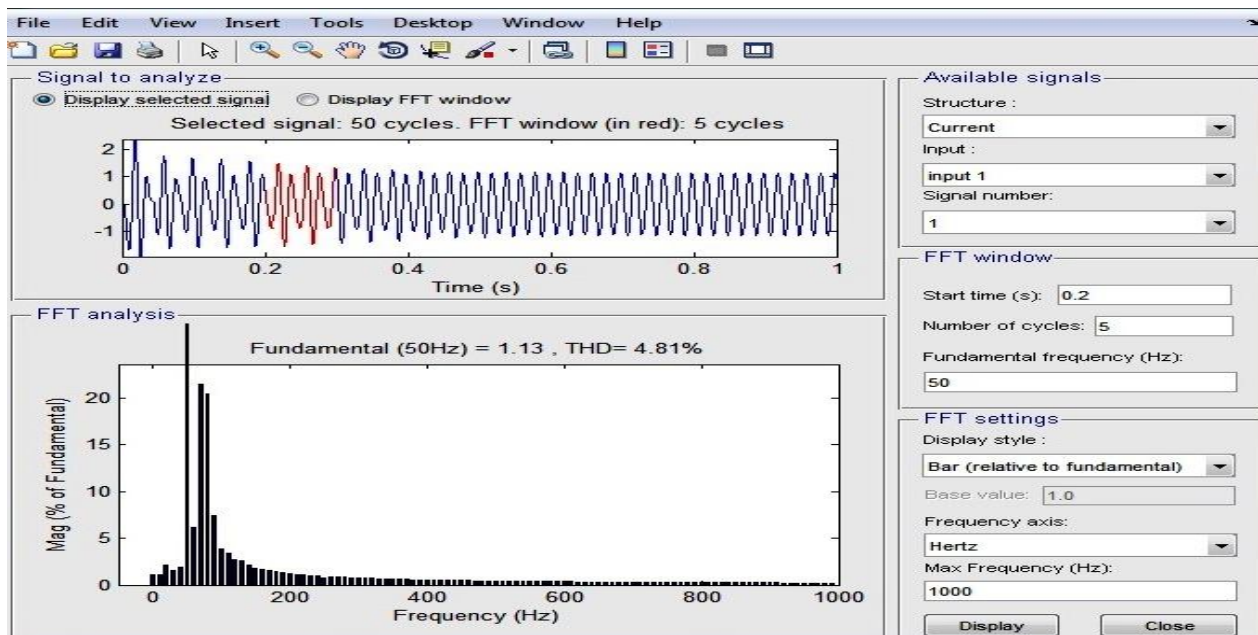 File Edit View Insert Tools Desktop Window Help
Signal to analyze
Display selected signal Display FFT window
Selected signal: 50 cycles. FFT window (in red): 5 cycles
2
1
0
-1
0 0.2 0.4 0.6 0.8 1
Time (s)
FFT analysis
Fundamental (50Hz) = 1.13 , THD= 4.81%
Mag (% of Fundamental)
20
15
10
5
0
0 200 400 600 800 1000
Frequency (Hz)
Available signals
Structure :
Current
Input :
input 1
Signal number:
1
FFT window
Start time (s): 0.2
Number of cycles: 5
Fundamental frequency (Hz):
50
FFT settings
Display style :
Bar (relative to fundamental)
Base value: 1.0
Frequency axis:
Hertz
Max Frequency (Hz):
1000
Display Close